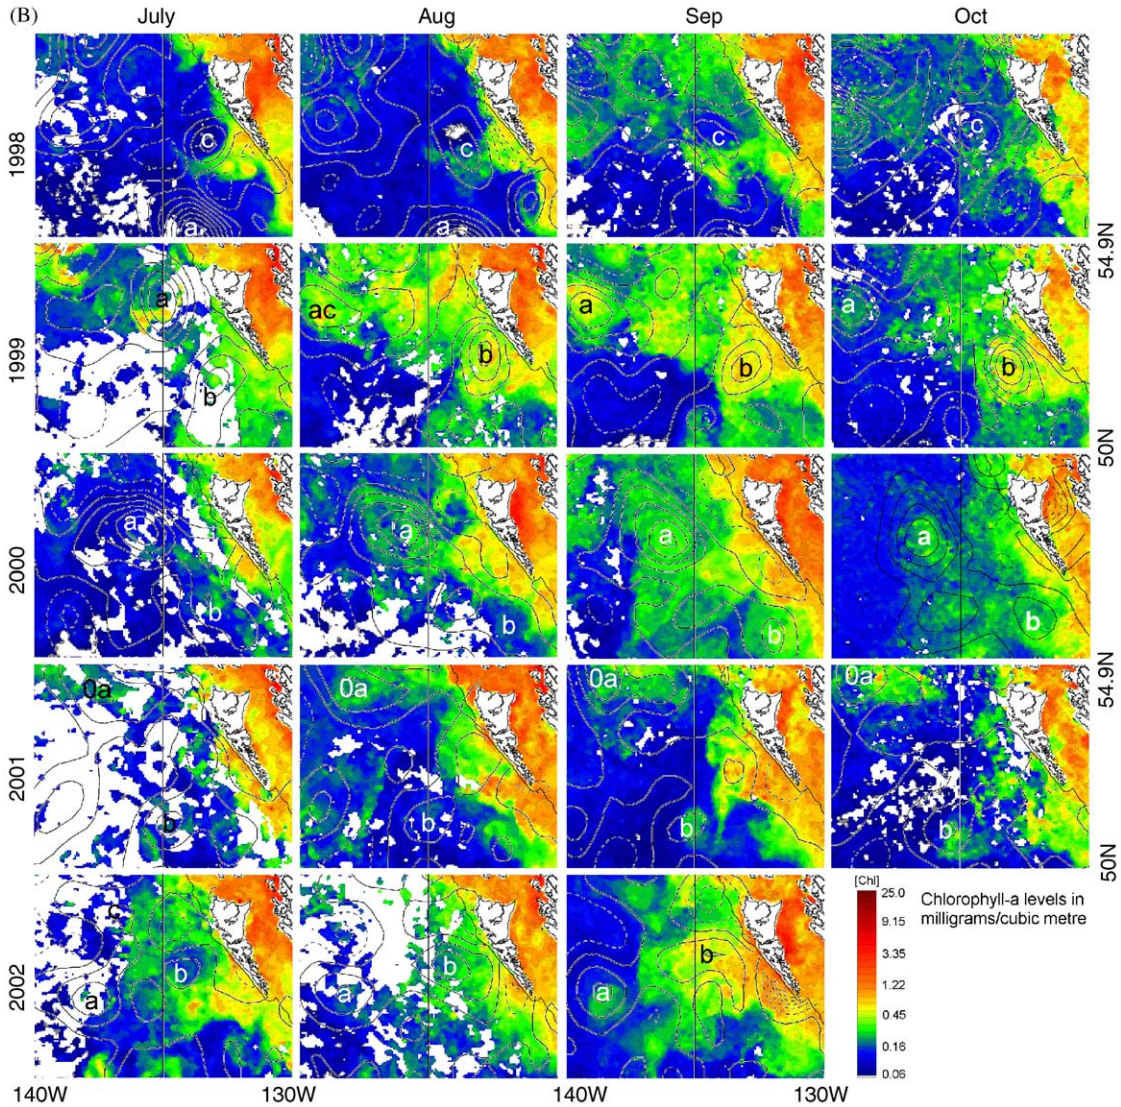 (B)
July Aug Sep Oct
1998
c c c c
a a
54.9N
1999
a ac a a
b b b b
50N
2000
a a a a
b b b b
54.9N
2001
0a 0a 0a 0a
b b b b
50N
2002
c
b b b
a a a
[Chl]
25.0
9.15
3.35
1.22
0.45
0.16
0.06
Chlorophyll-a levels in
milligrams/cubic metre
140W 130W 140W 130W